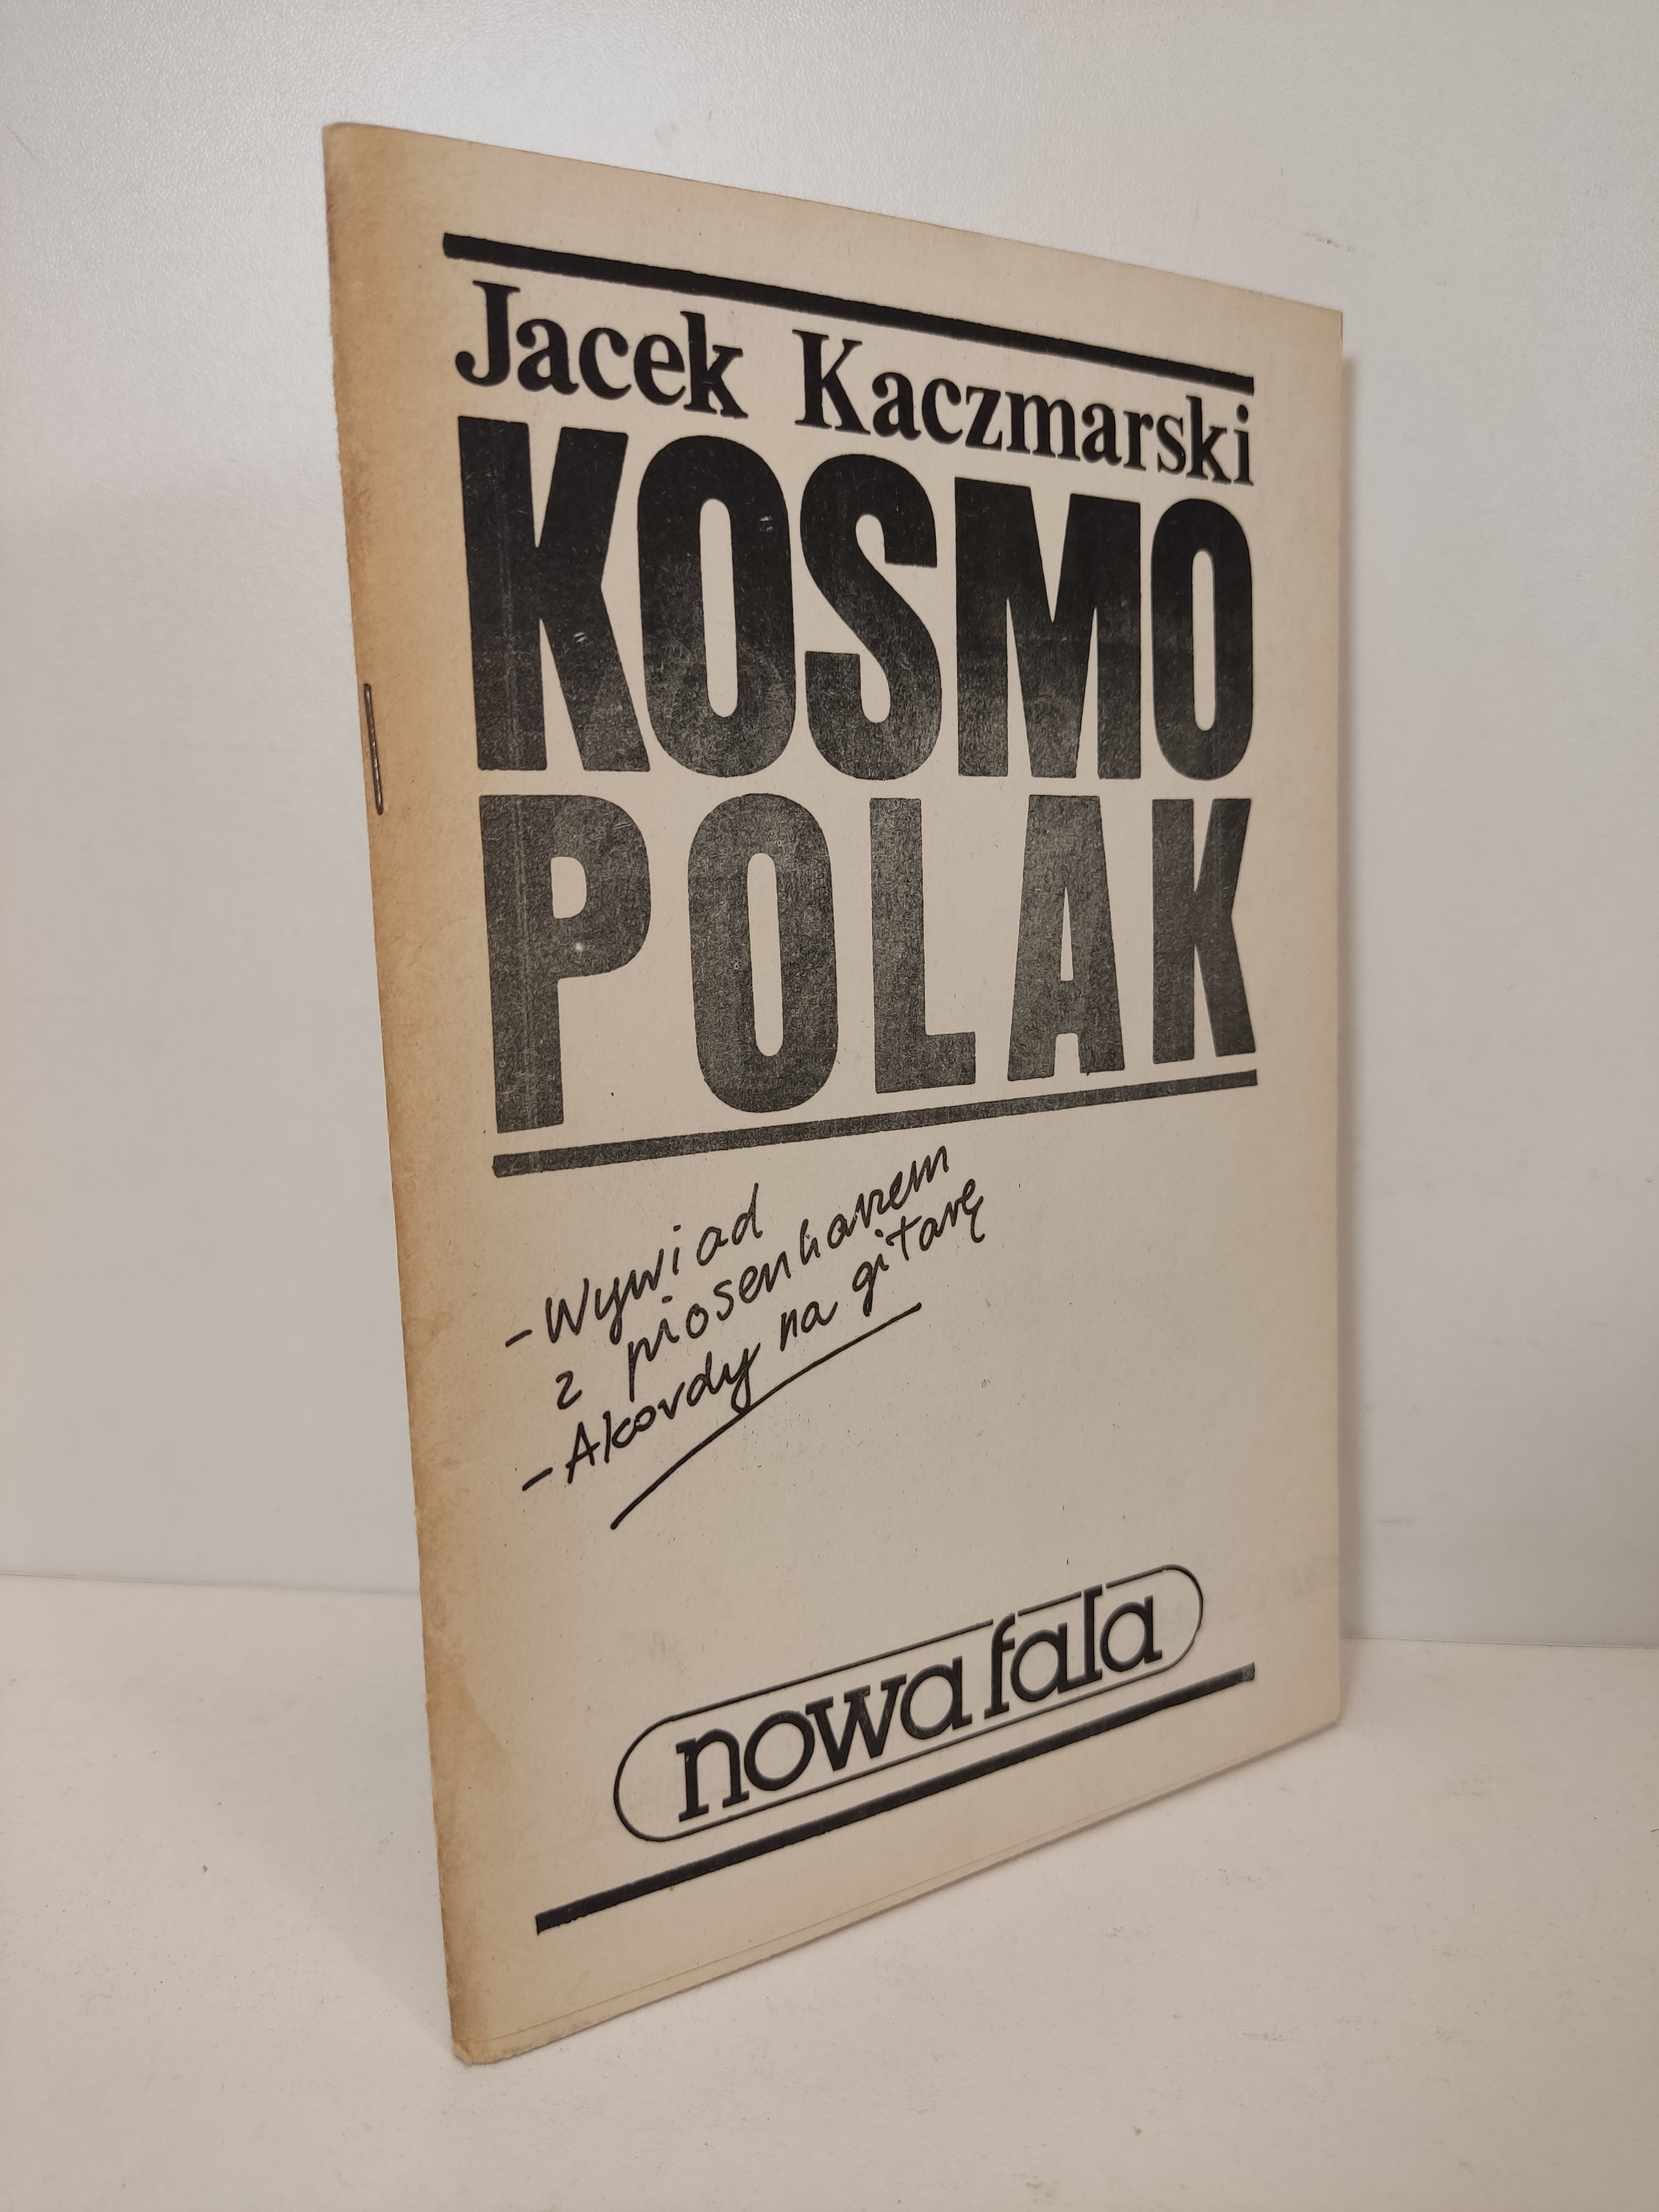 Jacek Kaczmarski
KOSMO
POLAK
- Wywiad
z piosenkarzem
- Akordy na gitarę
nowa fala